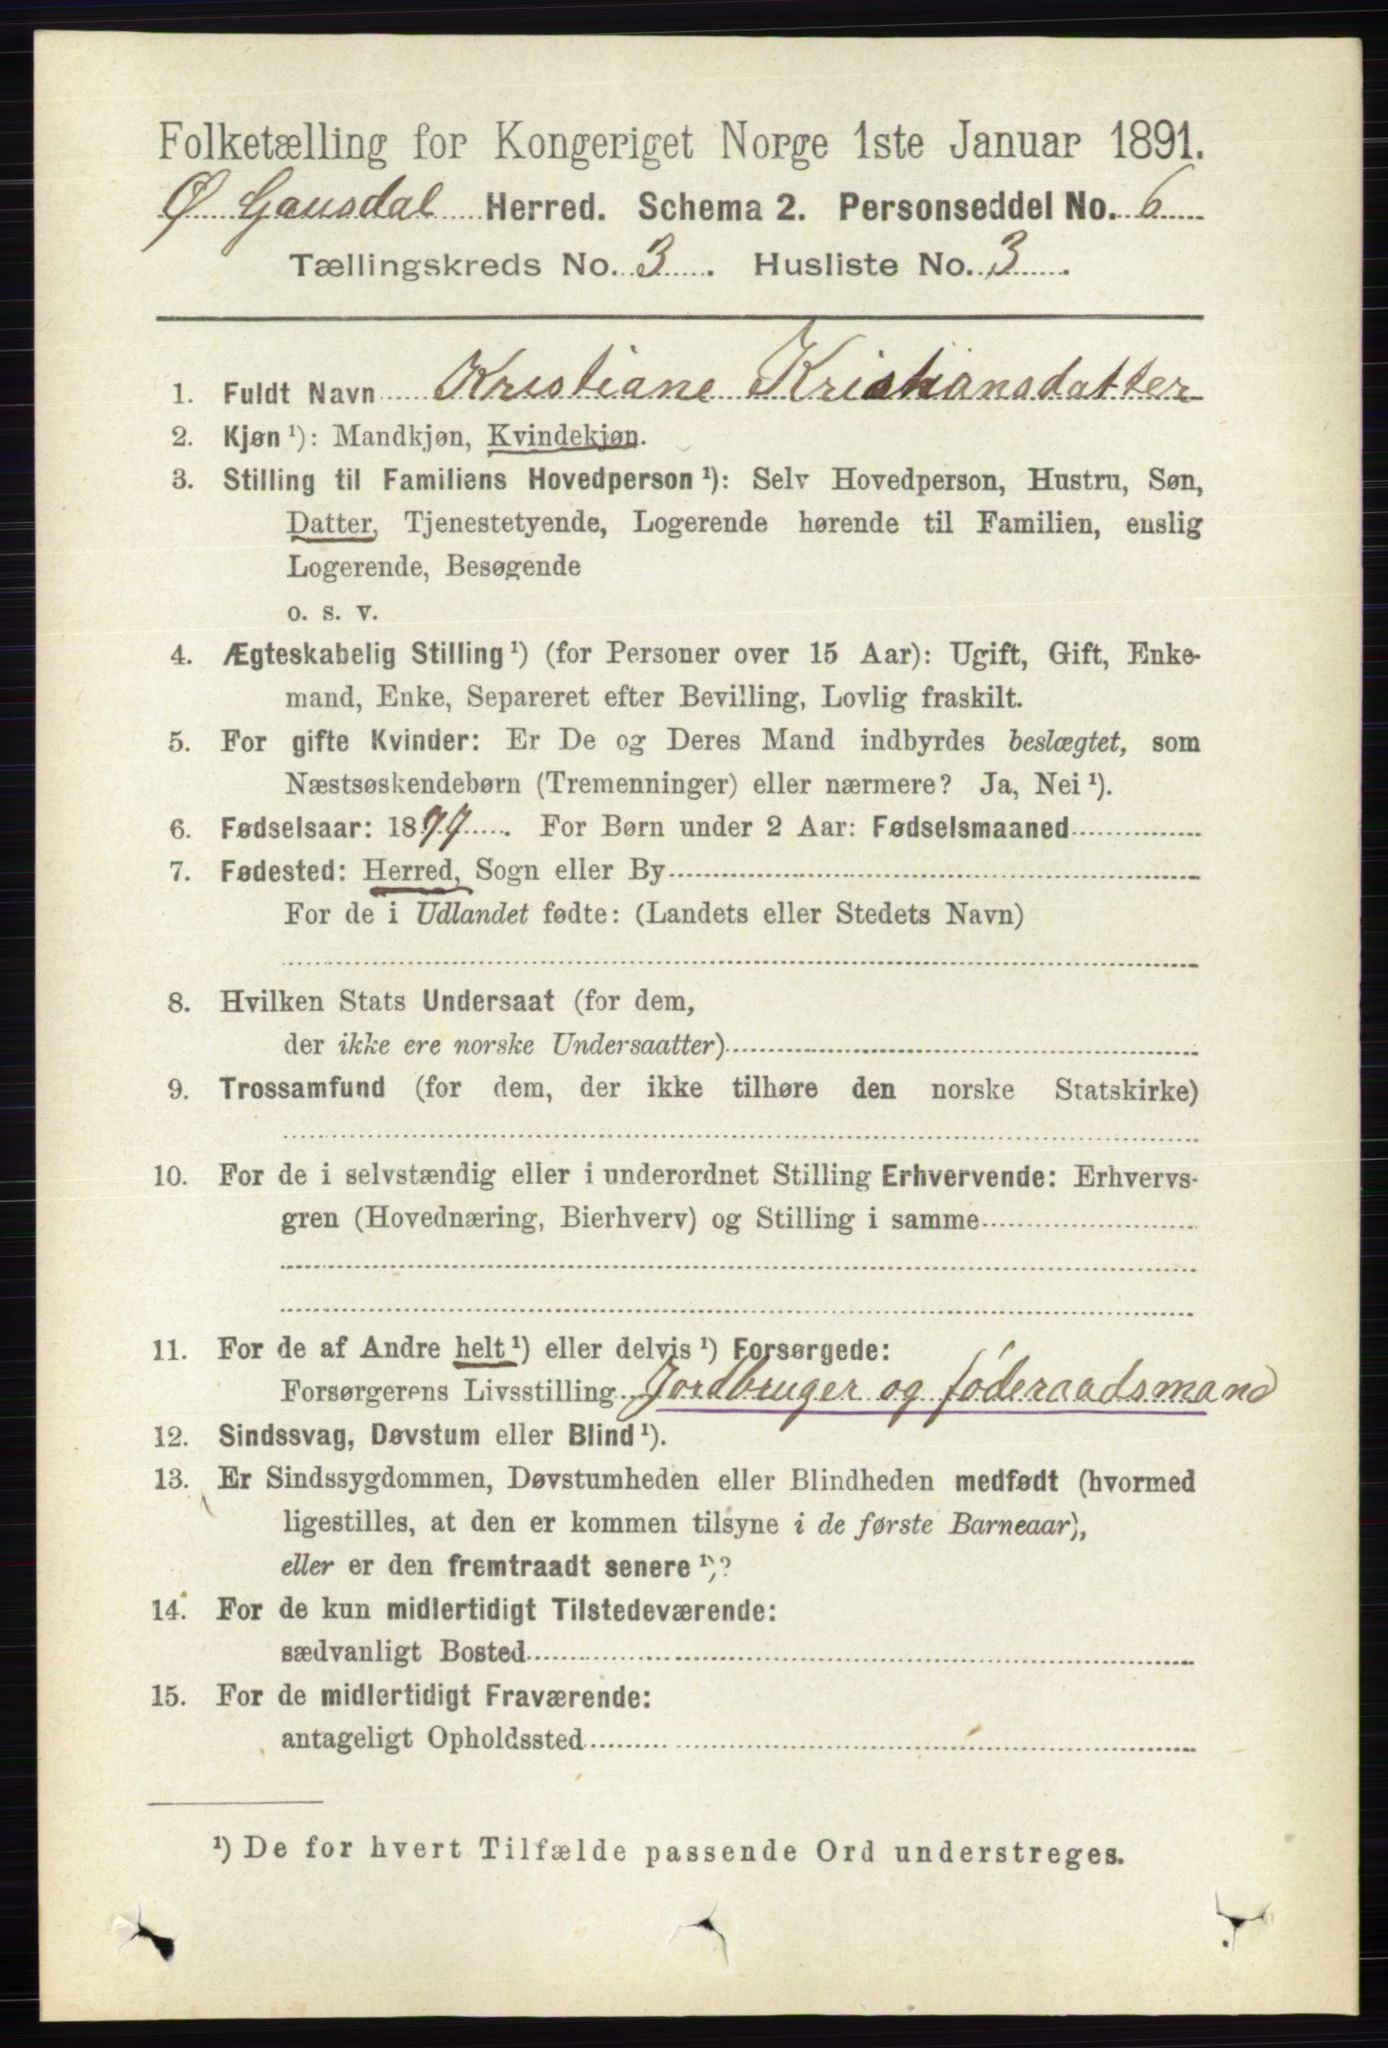 Folketælling for Kongeriget Norge 1ste Januar 1891.
Ø. Gausdal Herred. Schema 2. Personseddel No. 6
Tællingskreds No. 3. Husliste No. 3.
1. Fuldt Navn Kristiane Kristiansdatter
2. Kjøn ¹): Mandkjøn, Kvindekjøn.
3. Stilling til Familiens Hovedperson ¹): Selv Hovedperson, Hustru, Søn,
Datter, Tjenestetyende, Logerende hørende til Familien, enslig
Logerende, Besøgende
o. s. v.
4. Ægteskabelig Stilling ¹) (for Personer over 15 Aar): Ugift, Gift, Enke-
mand, Enke, Separeret efter Bevilling, Lovlig fraskilt.
5. For gifte Kvinder: Er De og Deres Mand indbyrdes beslægtet, som
Næstsøskendebørn (Tremenninger) eller nærmere? Ja, Nei ¹).
6. Fødselsaar: 1877. For Børn under 2 Aar: Fødselsmaaned
7. Fødested: Herred, Sogn eller By
For de i Udlandet fødte: (Landets eller Stedets Navn)
8. Hvilken Stats Undersaat (for dem,
der ikke ere norske Undersaatter)
9. Trossamfund (for dem, der ikke tilhøre den norske Statskirke)
10. For de i selvstændig eller i underordnet Stilling Erhvervende: Erhvervs-
gren (Hovednæring, Bierhverv) og Stilling i samme
11. For de af Andre helt ¹) eller delvis ¹) Forsørgede:
Forsørgerens Livsstilling Jordbruger og føderaadsmand
12. Sindssvag, Døvstum eller Blind ¹).
13. Er Sindssygdommen, Døvstumheden eller Blindheden medfødt (hvormed
ligestilles, at den er kommen tilsyne i de første Barneaar),
eller er den fremtraadt senere ¹)?
14. For de kun midlertidigt Tilstedeværende:
sædvanligt Bosted
15. For de midlertidigt Fraværende:
antageligt Opholdssted
¹) De for hvert Tilfælde passende Ord understreges.